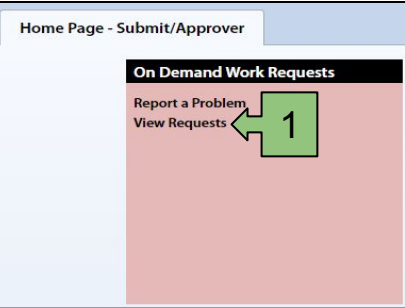 Home Page - Submit/Approver
On Demand Work Requests
Report a Problem
View Requests
1